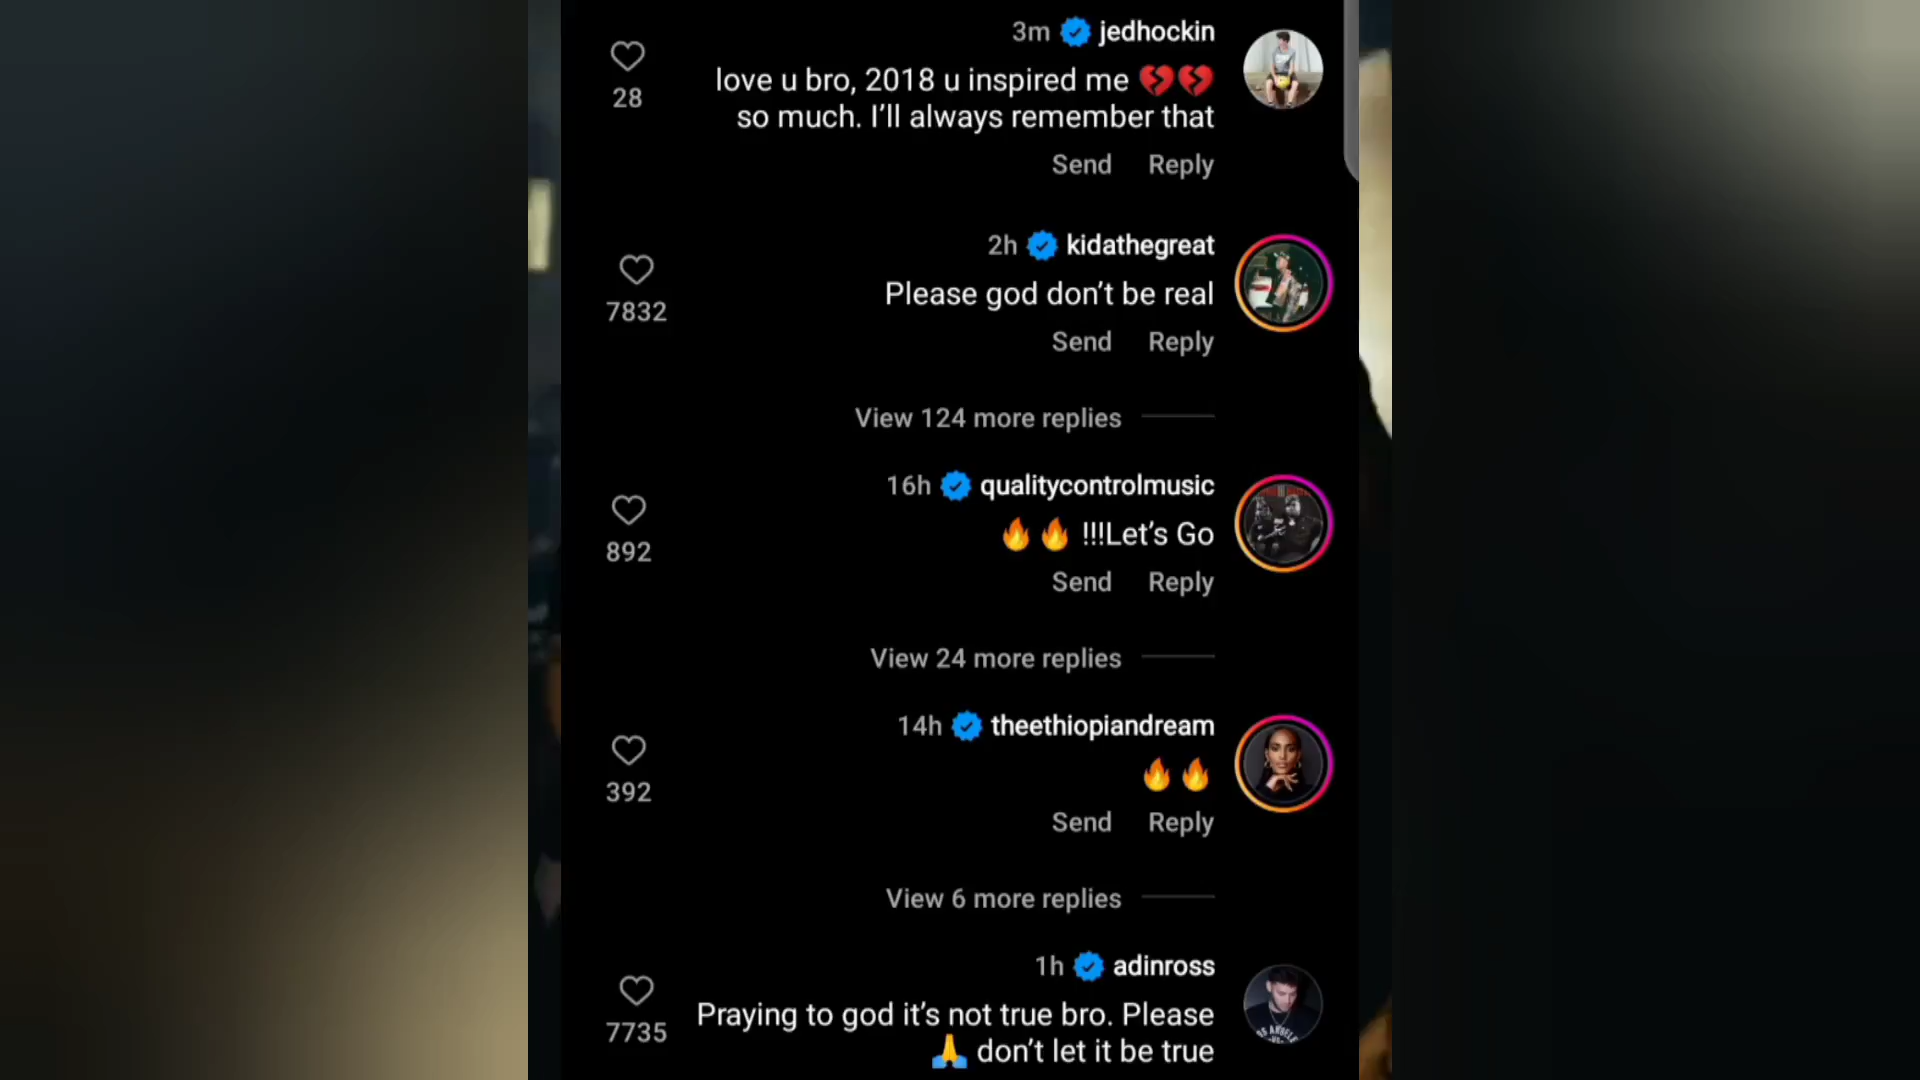 3m jedhockin
love u bro, 2018 u inspired me 💔💔
so much. I’ll always remember that
28
Send Reply
2h kidathegreat
Please god don’t be real
7832
Send Reply
View 124 more replies
16h qualitycontrolmusic
🔥🔥 !!!Let’s Go
892
Send Reply
View 24 more replies
14h theethiopiandream
🔥🔥
392
Send Reply
View 6 more replies
1h adinross
Praying to god it’s not true bro. Please
🙏 don’t let it be true
7735